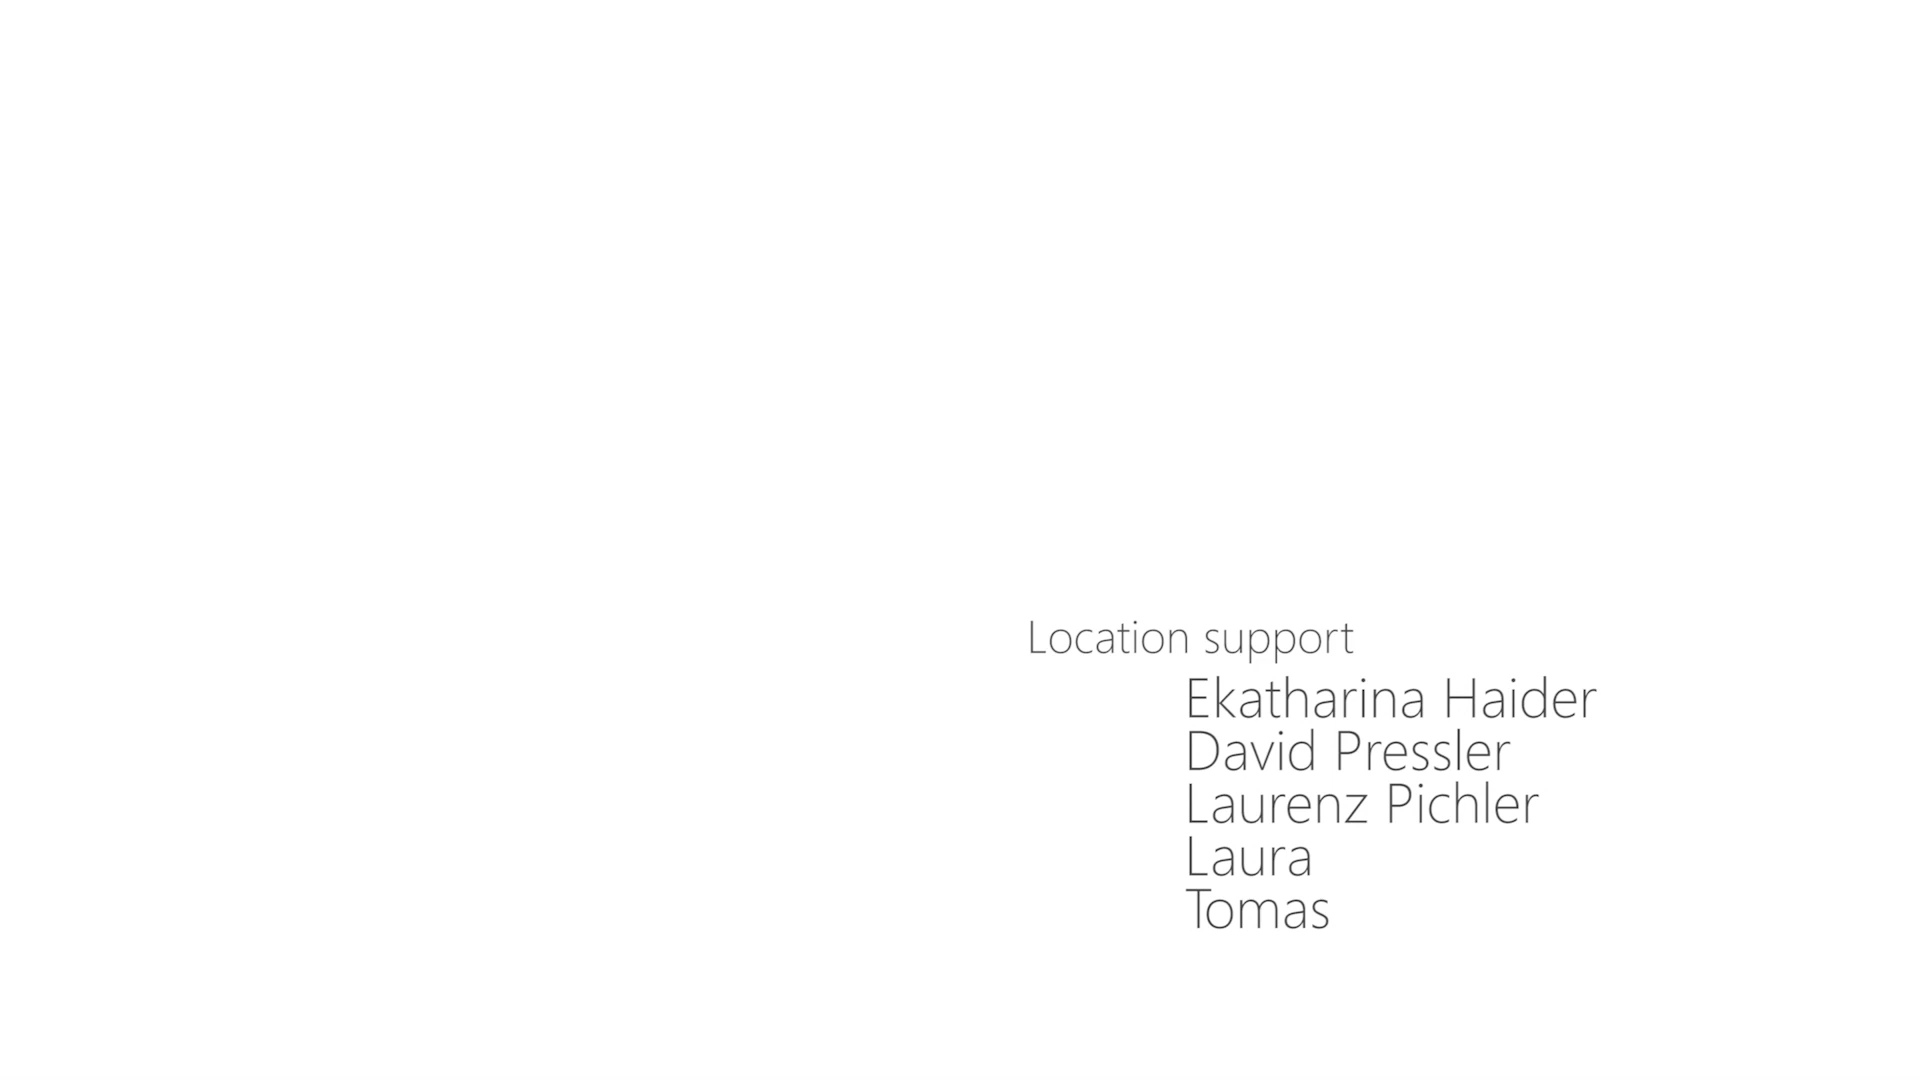 Location support
Ekatharina Haider
David Pressler
Laurenz Pichler
Laura
Tomas